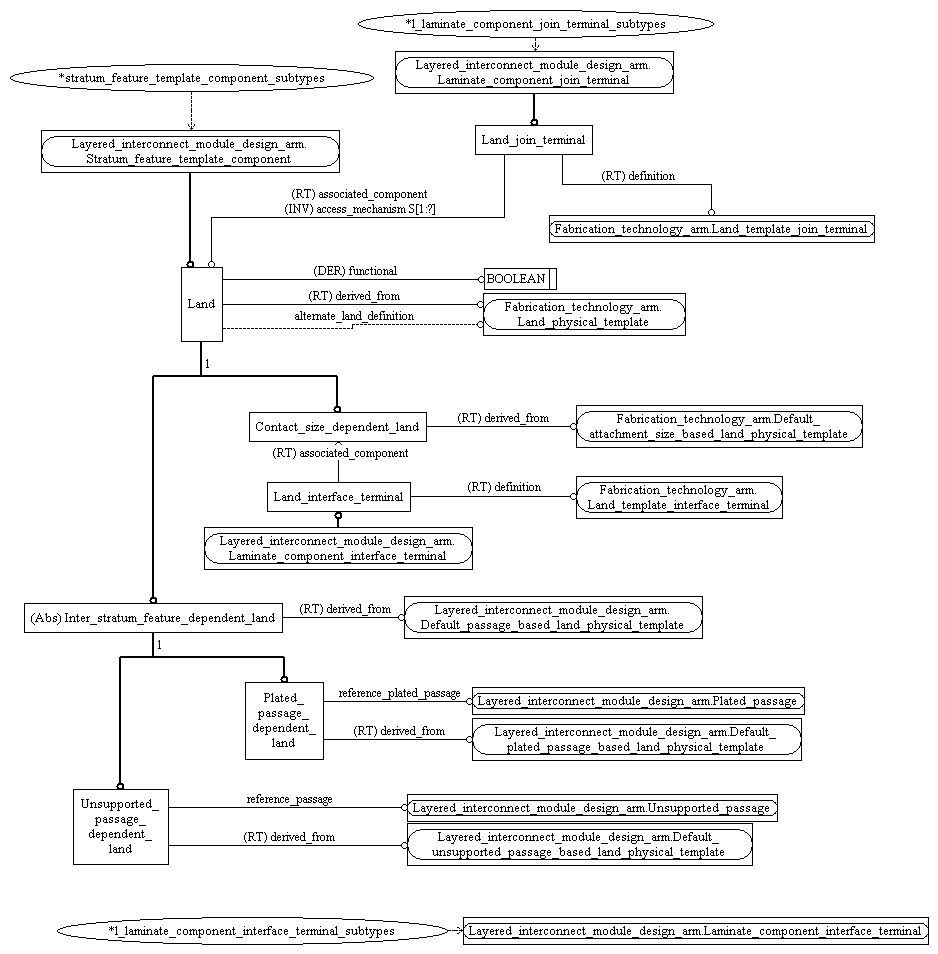 *l_laminate_component_join_terminal_subtypes
Layered_interconnect_module_design_arm.
Laminate_component_join_terminal
*stratum_feature_template_component_subtypes
Layered_interconnect_module_design_arm.
Stratum_feature_template_component
Land_join_terminal
(RT) associated_component
(INV) access_mechanism S[1:?]
(RT) definition
Fabrication_technology_arm.Land_template_join_terminal
Land
(DER) functional
BOOLEAN
(RT) derived_from
alternate_land_definition
Fabrication_technology_arm.
Land_physical_template
1
Contact_size_dependent_land
(RT) derived_from
Fabrication_technology_arm.Default_
attachment_size_based_land_physical_template
(RT) associated_component
Land_interface_terminal
(RT) definition
Fabrication_technology_arm.
Land_template_interface_terminal
Layered_interconnect_module_design_arm.
Laminate_component_interface_terminal
(Abs) Inter_stratum_feature_dependent_land
(RT) derived_from
Layered_interconnect_module_design_arm.
Default_passage_based_land_physical_template
1
Plated_
passage_
dependent_
land
reference_plated_passage
Layered_interconnect_module_design_arm.Plated_passage
(RT) derived_from
Layered_interconnect_module_design_arm.Default_
plated_passage_based_land_physical_template
Unsupported_
passage_
dependent_
land
reference_passage
Layered_interconnect_module_design_arm.Unsupported_passage
(RT) derived_from
Layered_interconnect_module_design_arm.Default_
unsupported_passage_based_land_physical_template
*l_laminate_component_interface_terminal_subtypes
Layered_interconnect_module_design_arm.Laminate_component_interface_terminal